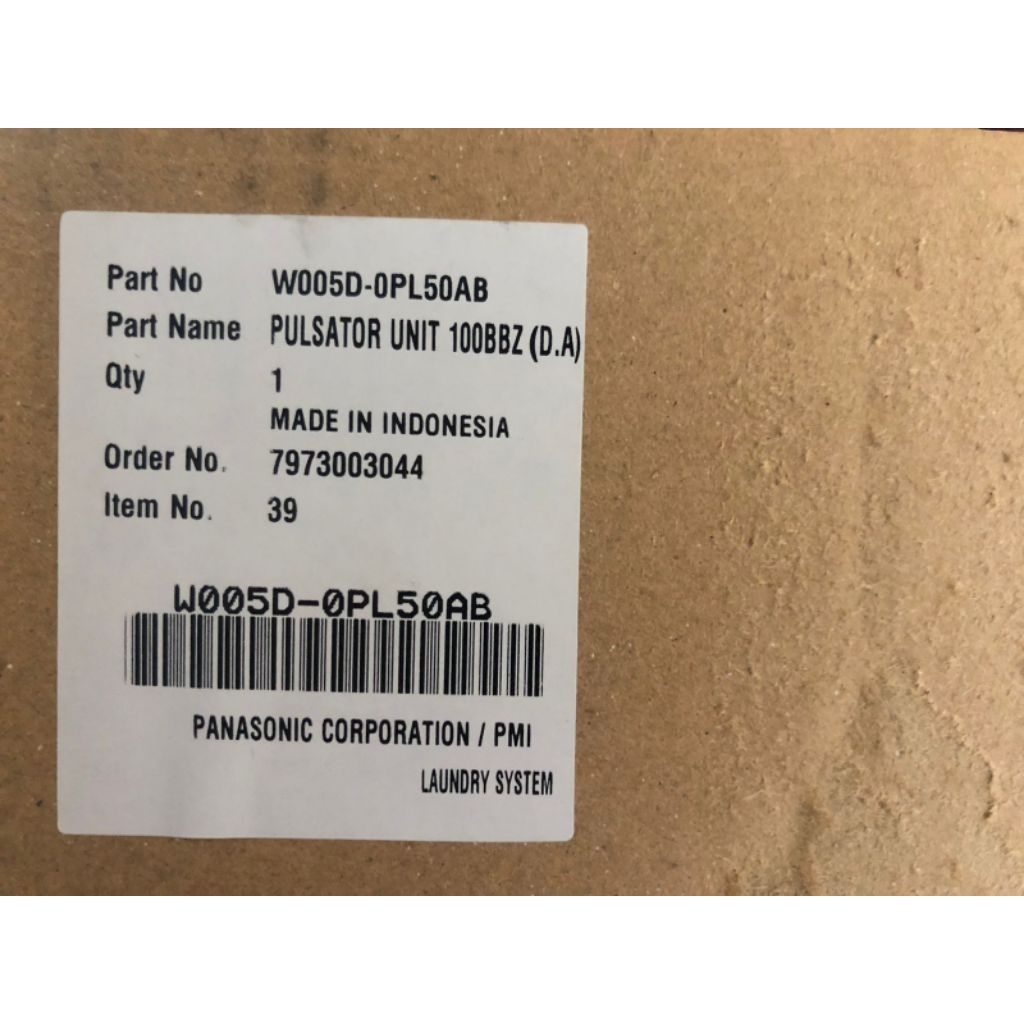 Part No W005D-0PL50AB
Part Name PULSATOR UNIT 100BBZ (D.A)
Qty 1
MADE IN INDONESIA
Order No. 7973003044
Item No. 39
W005D-0PL50AB
PANASONIC CORPORATION / PMI
LAUNDRY SYSTEM